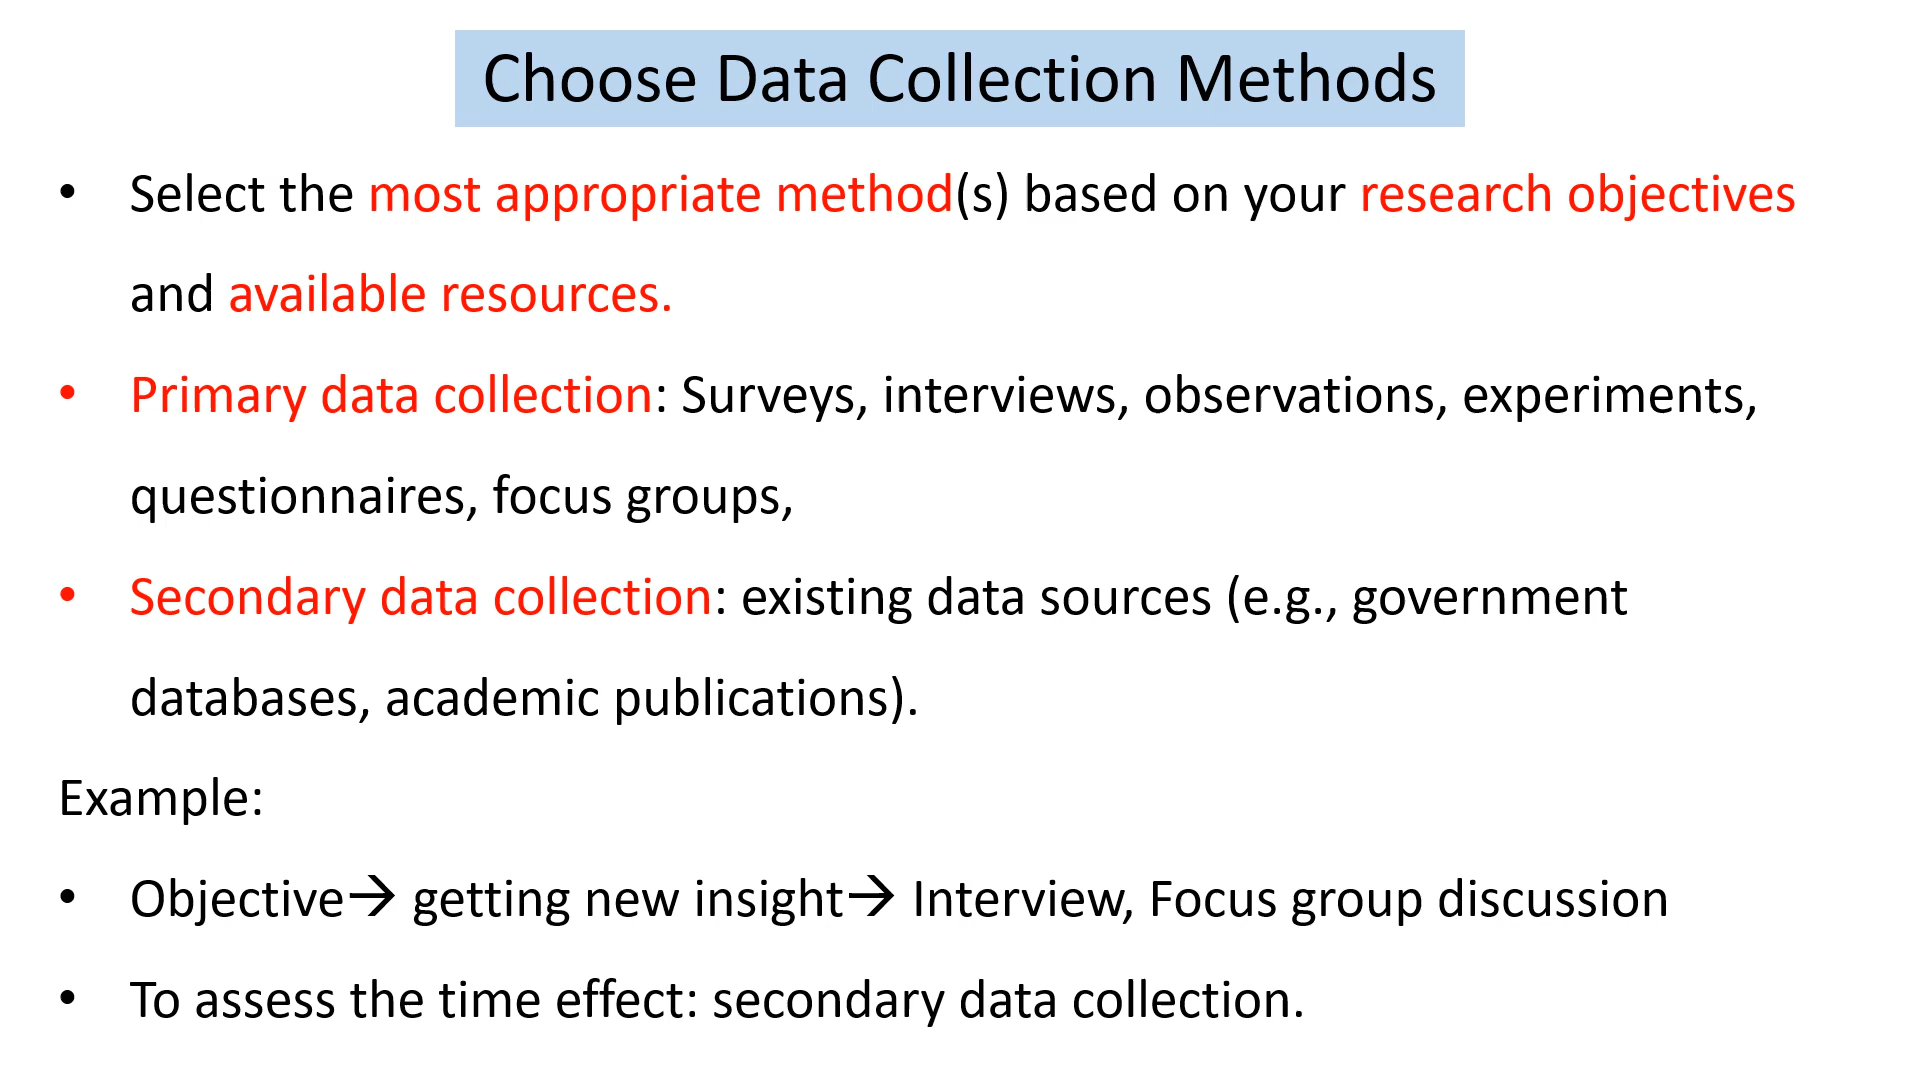 Choose Data Collection Methods
• Select the most appropriate method(s) based on your research objectives
and available resources.
• Primary data collection: Surveys, interviews, observations, experiments,
questionnaires, focus groups,
• Secondary data collection: existing data sources (e.g., government
databases, academic publications).
Example:
• Objective→ getting new insight→ Interview, Focus group discussion
• To assess the time effect: secondary data collection.